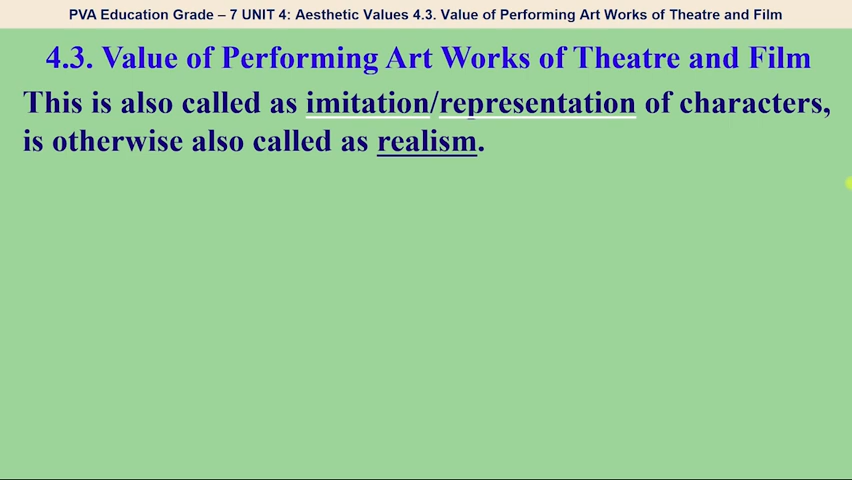 PVA Education Grade – 7 UNIT 4: Aesthetic Values 4.3. Value of Performing Art Works of Theatre and Film
4.3. Value of Performing Art Works of Theatre and Film
This is also called as imitation/representation of characters,
is otherwise also called as realism.